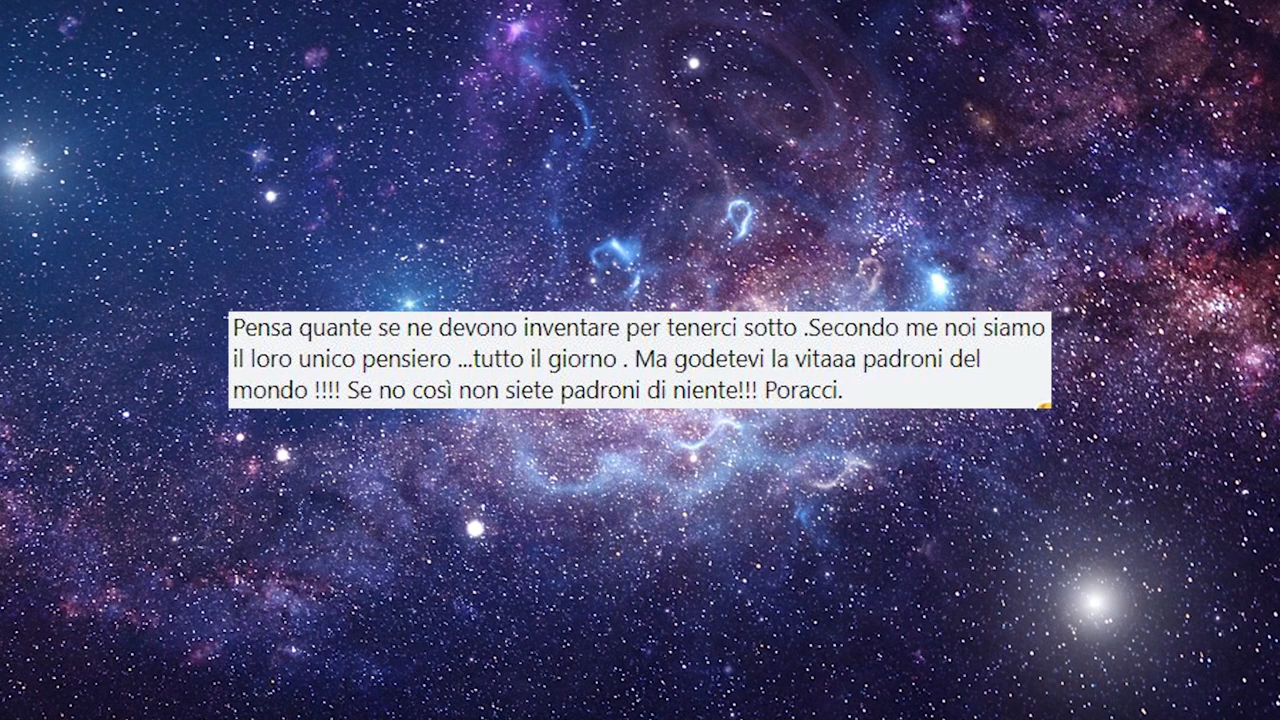 Pensa quante se ne devono inventare per tenerci sotto .Secondo me noi siamo
il loro unico pensiero ...tutto il giorno . Ma godetevi la vitaaa padroni del
mondo !!!! Se no così non siete padroni di niente!!! Poracci.